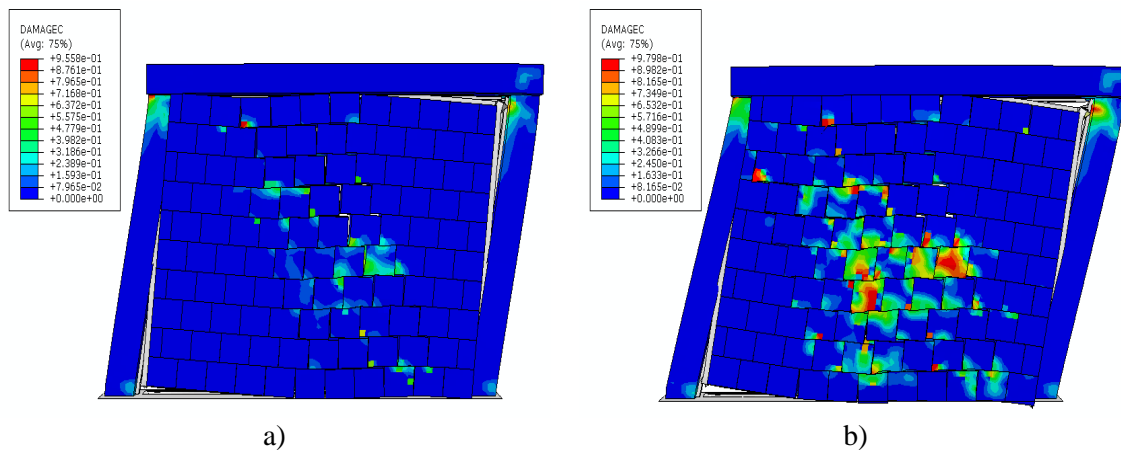 DAMAGEC
(Avg: 75%)
+9.558e-01
+8.761e-01
+7.965e-01
+7.168e-01
+6.372e-01
+5.575e-01
+4.779e-01
+3.982e-01
+3.186e-01
+2.389e-01
+1.593e-01
+7.965e-02
+0.000e+00
a)
DAMAGEC
(Avg: 75%)
+9.798e-01
+8.982e-01
+8.165e-01
+7.349e-01
+6.532e-01
+5.716e-01
+4.899e-01
+4.083e-01
+3.266e-01
+2.450e-01
+1.633e-01
+8.165e-02
+0.000e+00
b)